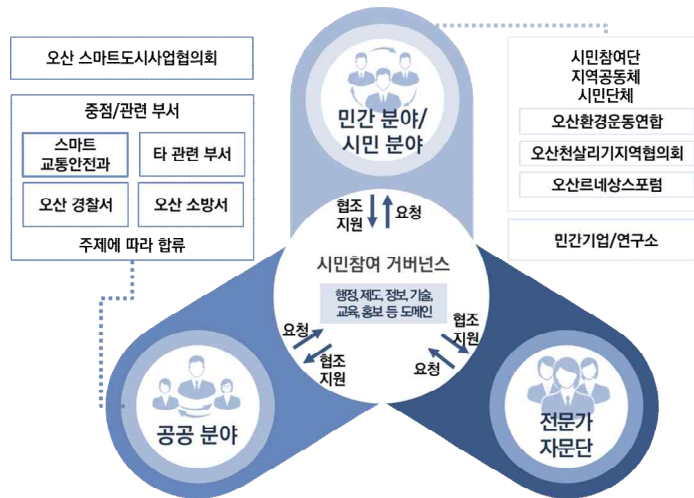 오산 스마트도시사업협의회
중점/관련 부서
스마트
교통안전과
타 관련 부서
오산 경찰서
오산 소방서
주제에 따라 합류
민간 분야/
시민 분야
시민참여단
지역공동체
시민단체
오산환경운동연합
오산천살리기지역협의회
오산르네상스포럼
민간기업/연구소
협조
지원
요청
시민참여 거버넌스
행정, 제도, 정보, 기술,
교육, 홍보 등 도메인
요청
협조
지원
협조
지원
요청
공공 분야
전문가
자문단